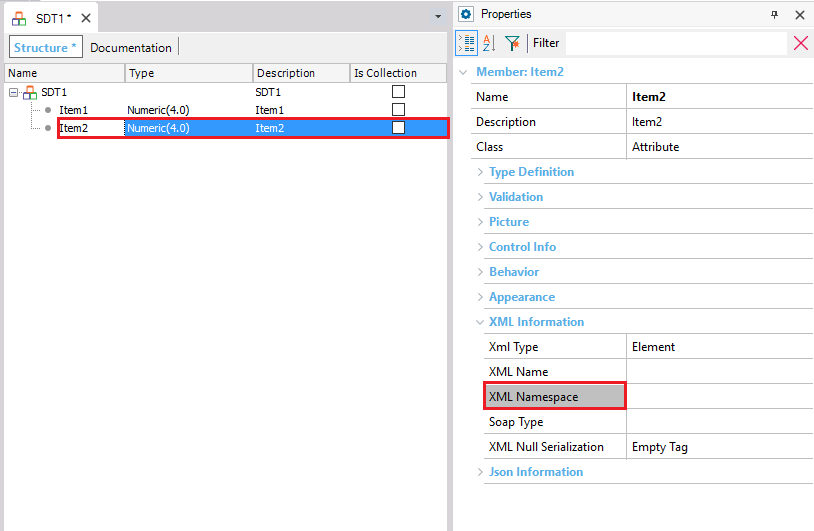 SDT1 *
Structure * Documentation
Name Type Description Is Collection
SDT1 SDT1
Item1 Numeric(4.0) Item1
Item2 Numeric(4.0) Item2
Properties
Filter
Member: Item2
Name Item2
Description Item2
Class Attribute
Type Definition
Validation
Picture
Control Info
Behavior
Appearance
XML Information
Xml Type Element
XML Name
XML Namespace
Soap Type
XML Null Serialization Empty Tag
Json Information